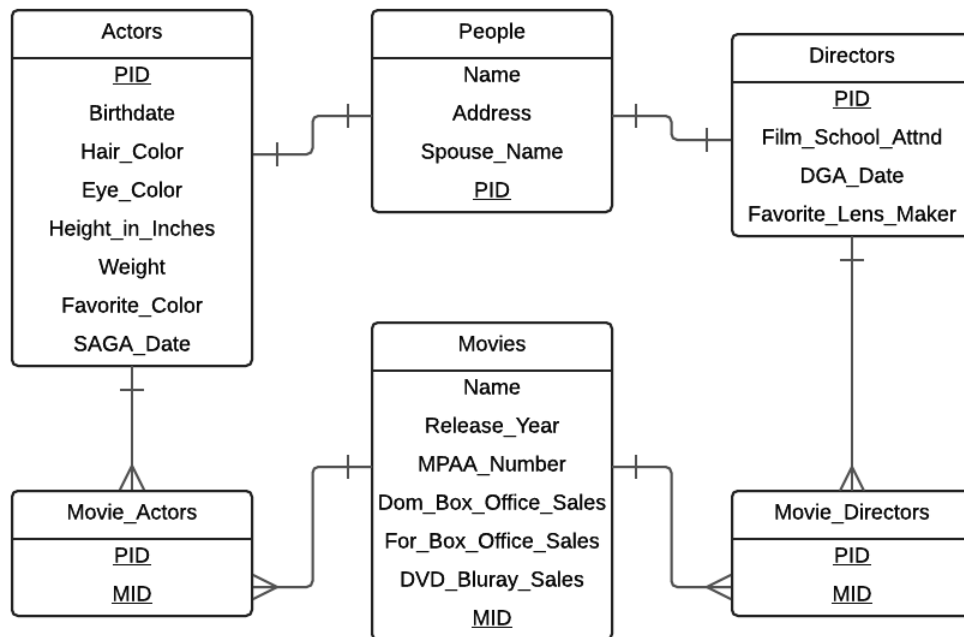 Actors
PID
Birthdate
Hair_Color
Eye_Color
Height_in_Inches
Weight
Favorite_Color
SAGA_Date
People
Name
Address
Spouse_Name
PID
Directors
PID
Film_School_Attnd
DGA_Date
Favorite_Lens_Maker
Movie_Actors
PID
MID
Movies
Name
Release_Year
MPAA_Number
Dom_Box_Office_Sales
For_Box_Office_Sales
DVD_Bluray_Sales
MID
Movie_Directors
PID
MID